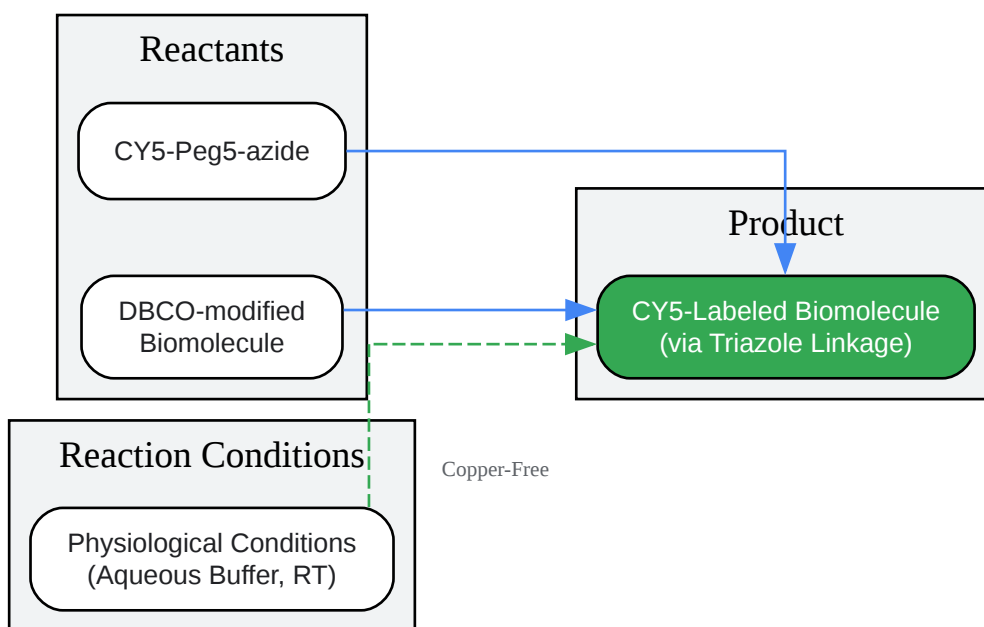 Reactants
CY5-Peg5-azide
DBCO-modified
Biomolecule
Product
CY5-Labeled Biomolecule
(via Triazole Linkage)
Reaction Conditions
Copper-Free
Physiological Conditions
(Aqueous Buffer, RT)